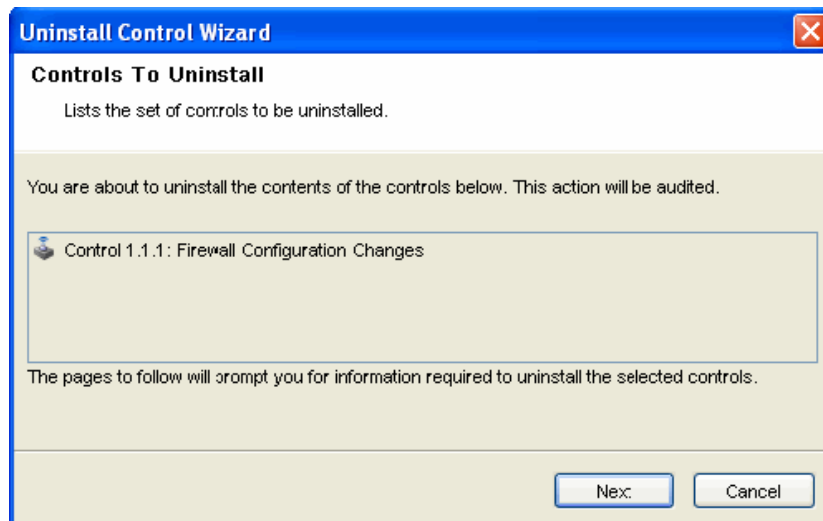 Uninstall Control Wizard
Controls To Uninstall
Lists the set of controls to be uninstalled.
You are about to uninstall the contents of the controls below. This action will be audited.
Control 1.1.1: Firewall Configuration Changes
The pages to follow will prompt you for information required to uninstall the selected controls.
Next
Cancel